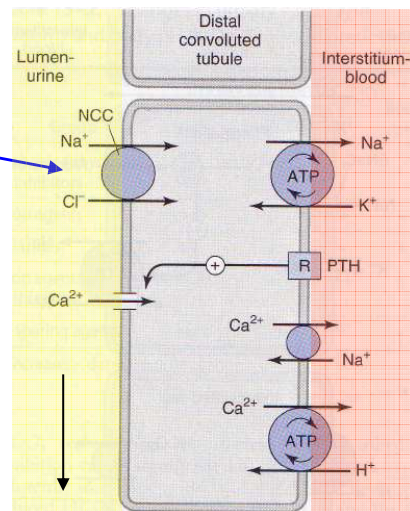 Distal
convoluted
tubule
Lumen-
urine
Interstitium-
blood
NCC
Na⁺
Na⁺
ATP
Cl⁻
K⁺
+
R
PTH
Ca²⁺
Ca²⁺
Na⁺
Ca²⁺
ATP
H⁺